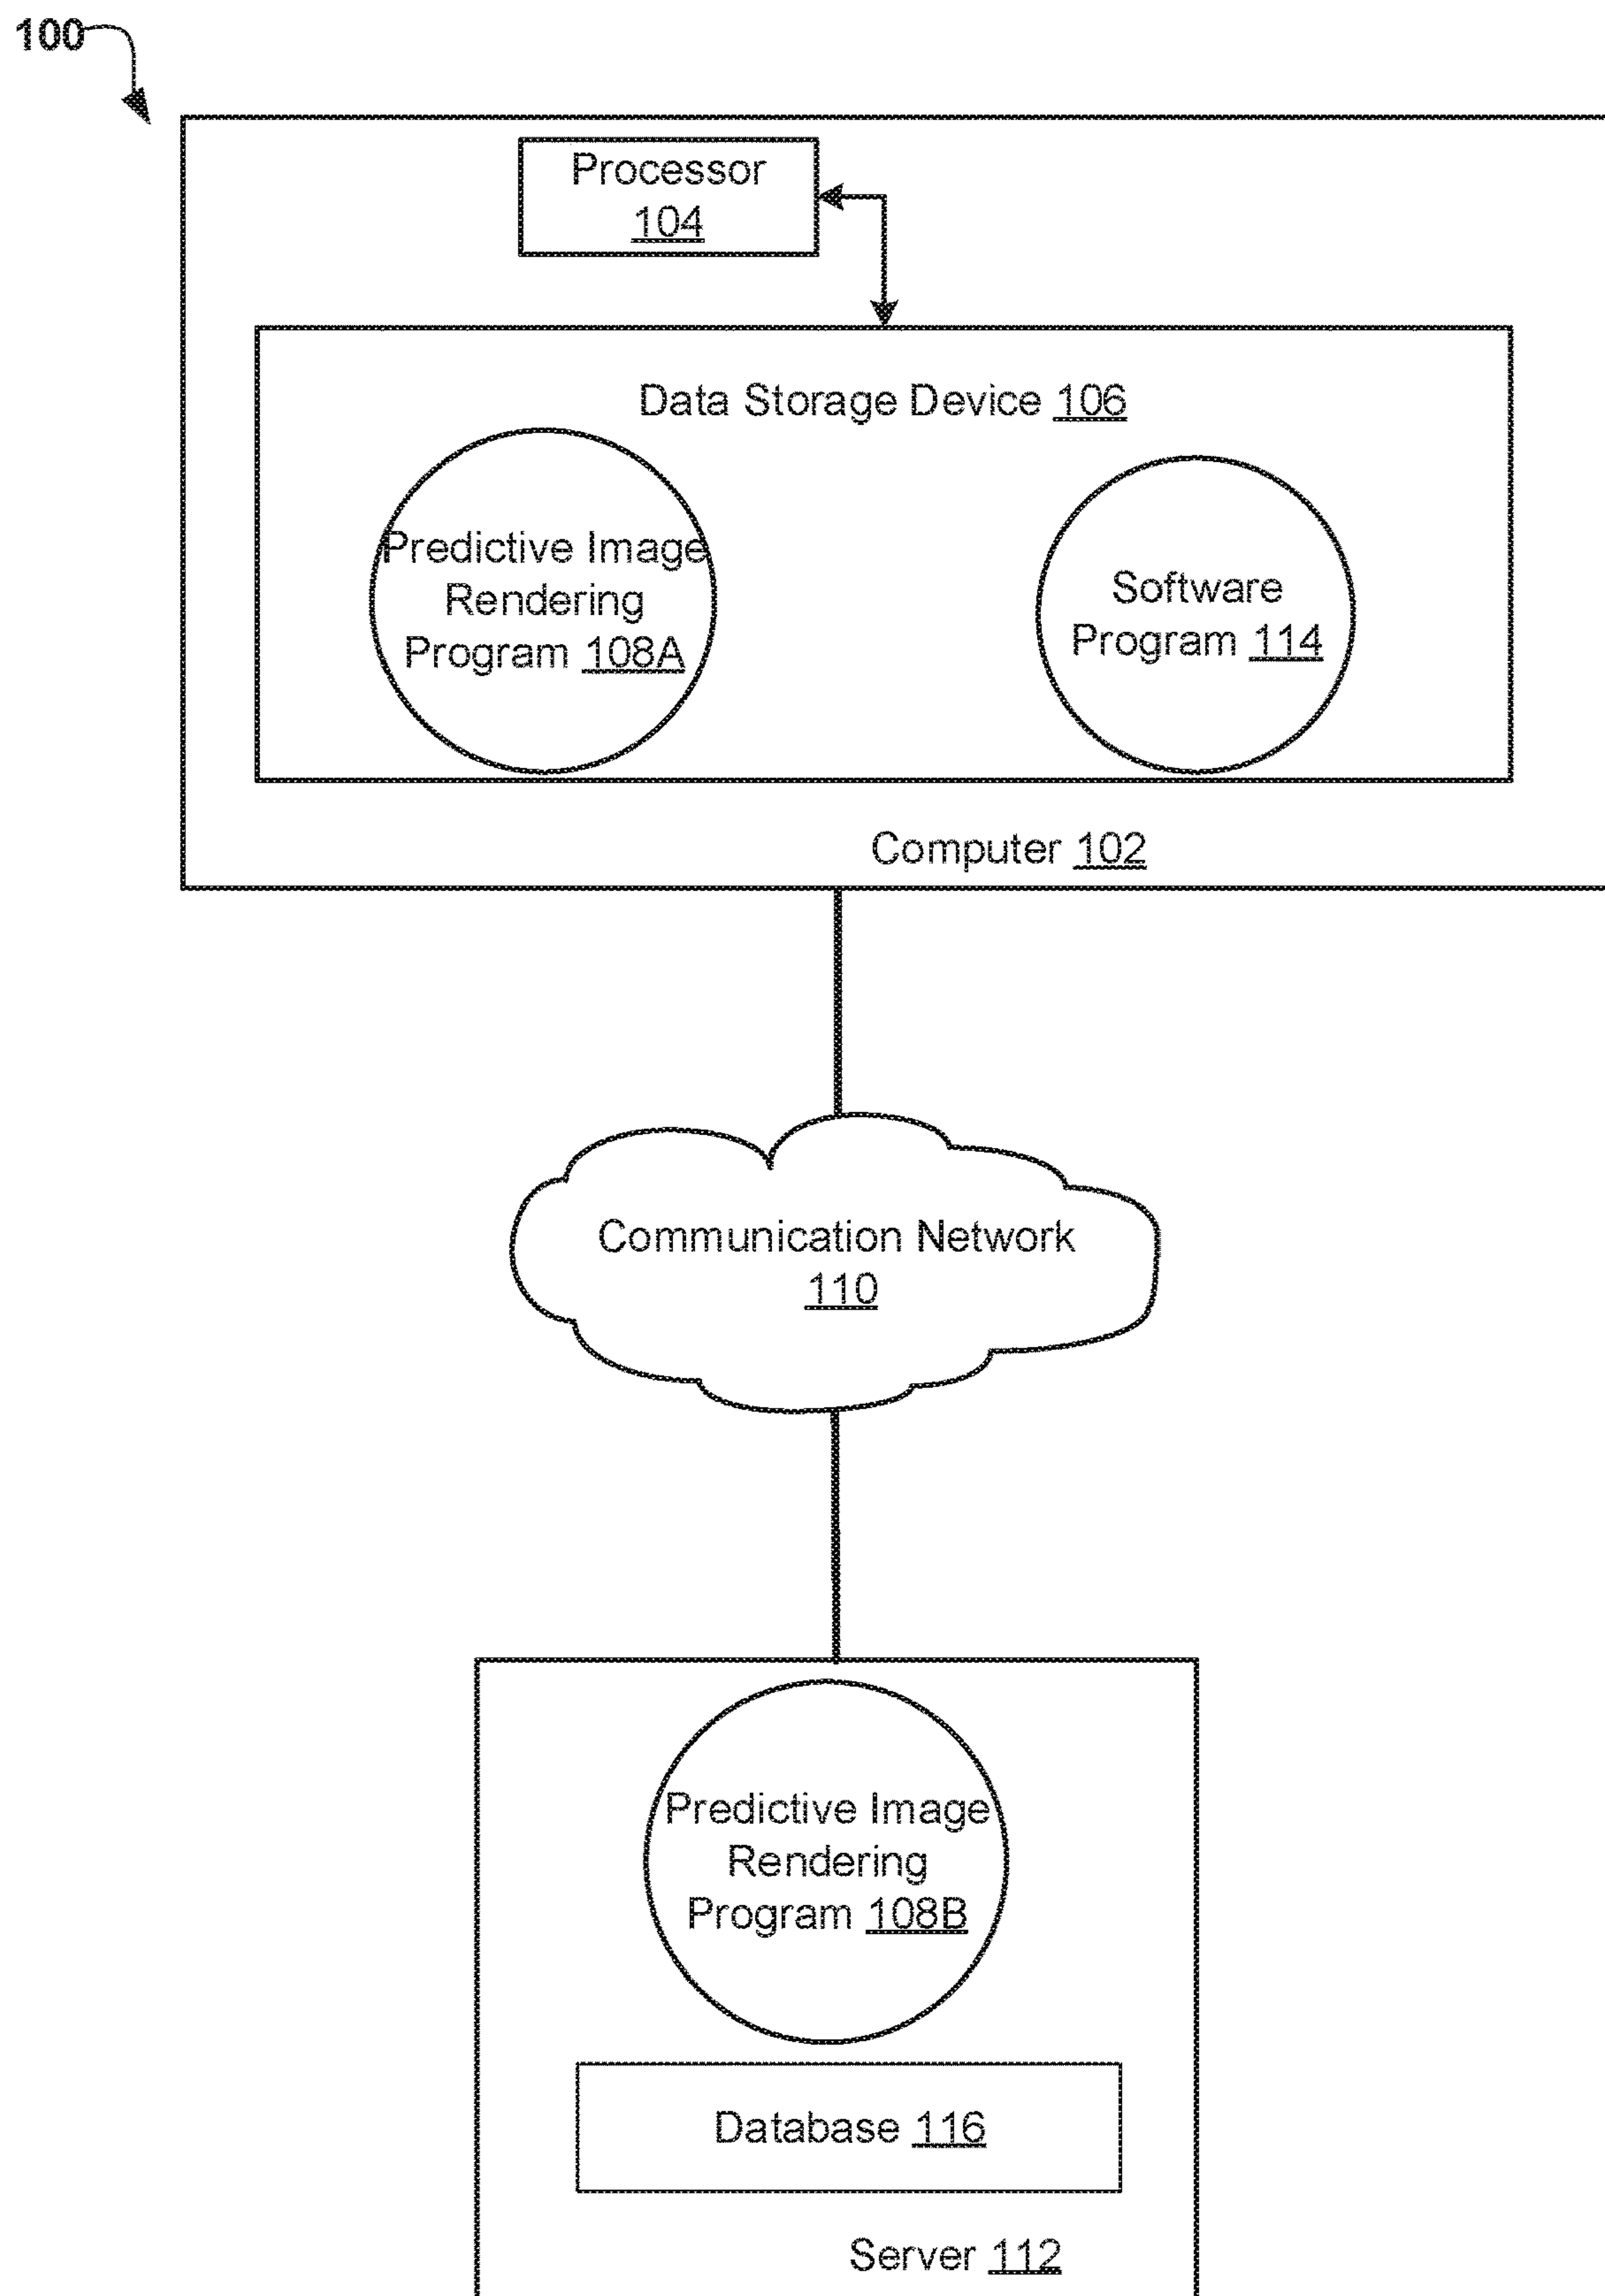 100
Processor
104
Data Storage Device 106
Predictive Image
Rendering
Program 108A
Software
Program 114
Computer 102
Communication Network
110
Predictive Image
Rendering
Program 108B
Database 116
Server 112